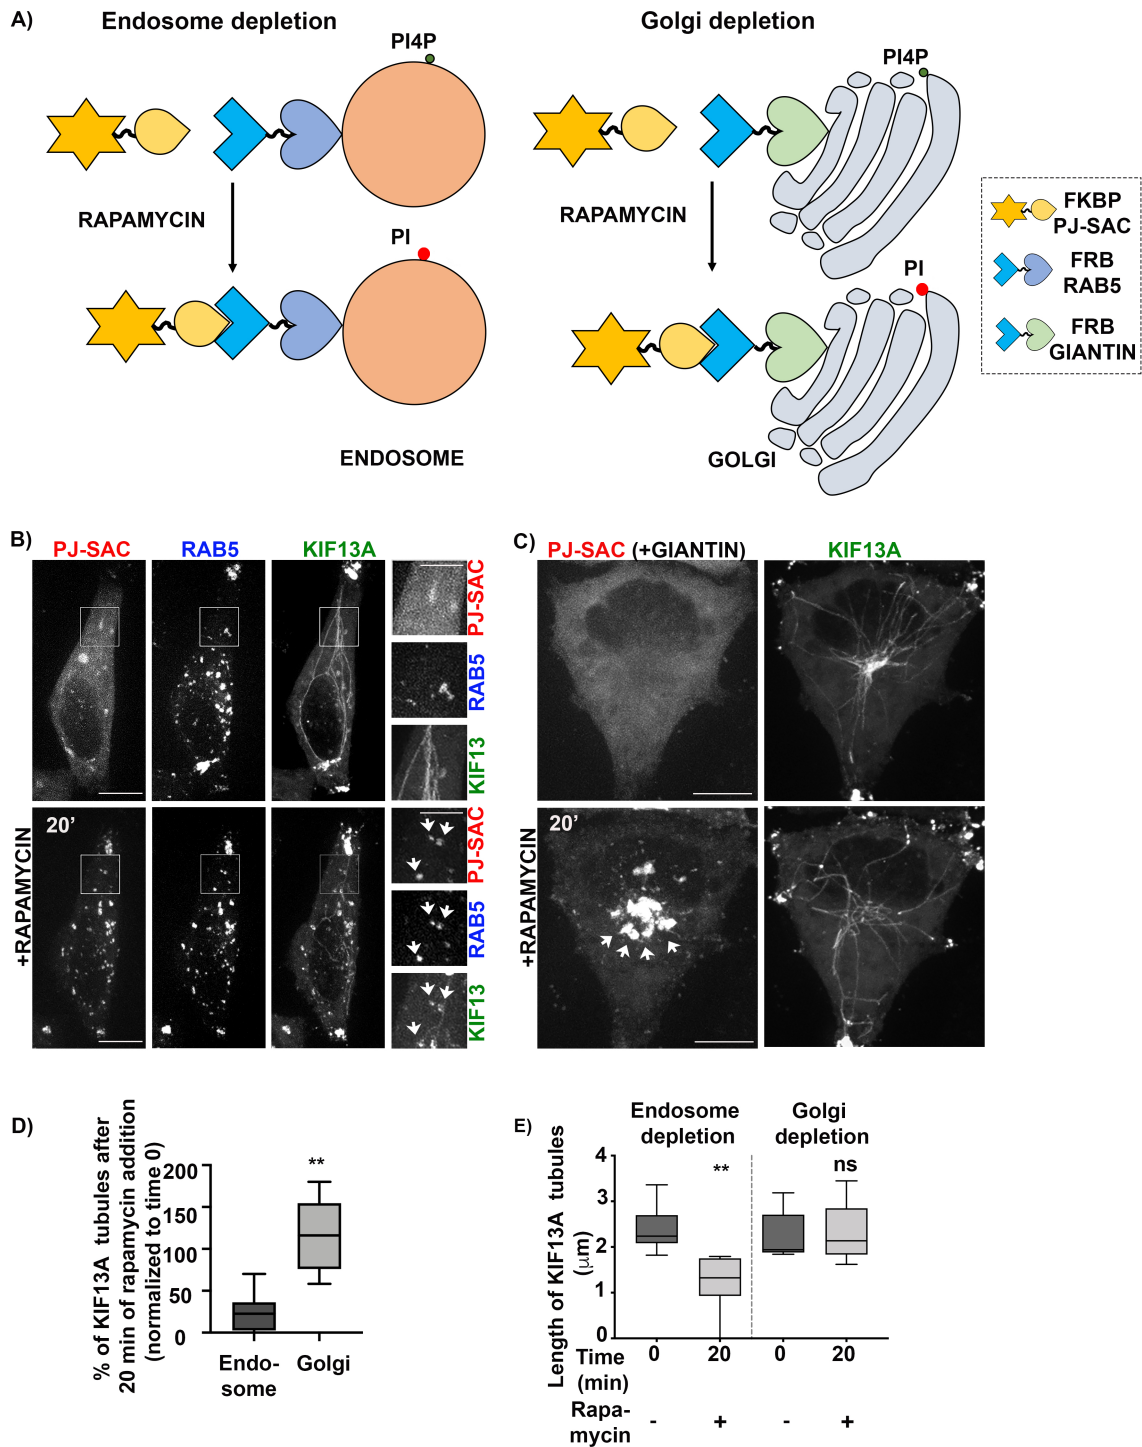 A)
Endosome depletion
Golgi depletion
PI4P
PI4P
RAPAMYCIN
RAPAMYCIN
PI
PI
ENDOSOME
GOLGI
FKBP
PJ-SAC
FRB
RAB5
FRB
GIANTIN
B)
PJ-SAC
RAB5
KIF13A
PJ-SAC
RAB5
KIF13
+RAPAMYCIN
20’
PJ-SAC
RAB5
KIF13
C)
PJ-SAC (+GIANTIN)
KIF13A
+RAPAMYCIN
20’
D)
% of KIF13A tubules after
20 min of rapamycin addition
(normalized to time 0)
200
150
100
50
0
**
Endo-
some
Golgi
E)
Endosome
depletion
Golgi
depletion
Length of KIF13A tubules
(μm)
4
3
2
1
0
**
ns
Time
(min)
0
20
0
20
Rapa-
mycin
-
+
-
+